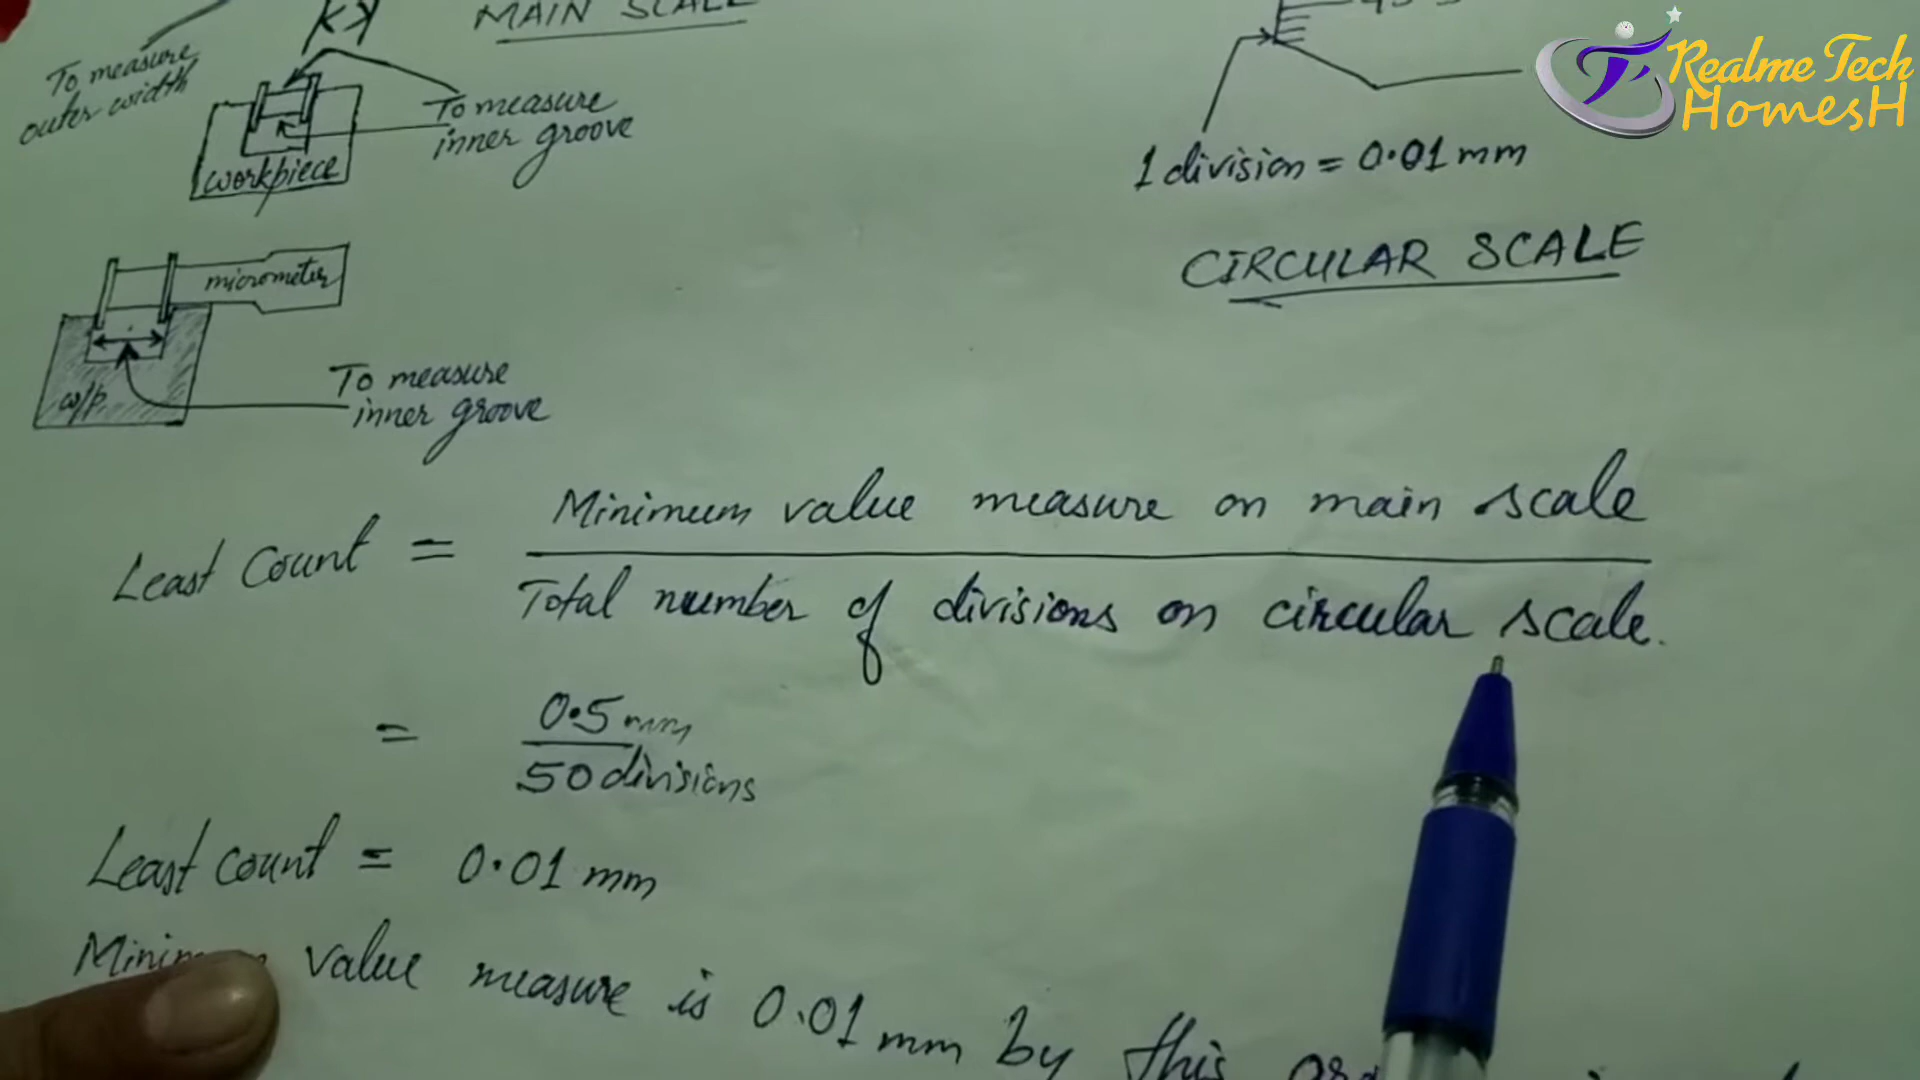 MAIN SCALE
To measure
outer width
To measure
inner groove
workpiece
1 division = 0.01 mm
CIRCULAR SCALE
micrometer
To measure
inner groove
w/p
Least Count = Minimum value measure on main scale
Total number of divisions on circular scale.
= 0.5 mm
50 divisions
Least Count = 0.01 mm
value measure is 0.01 mm by this
Realme Tech
HomesH